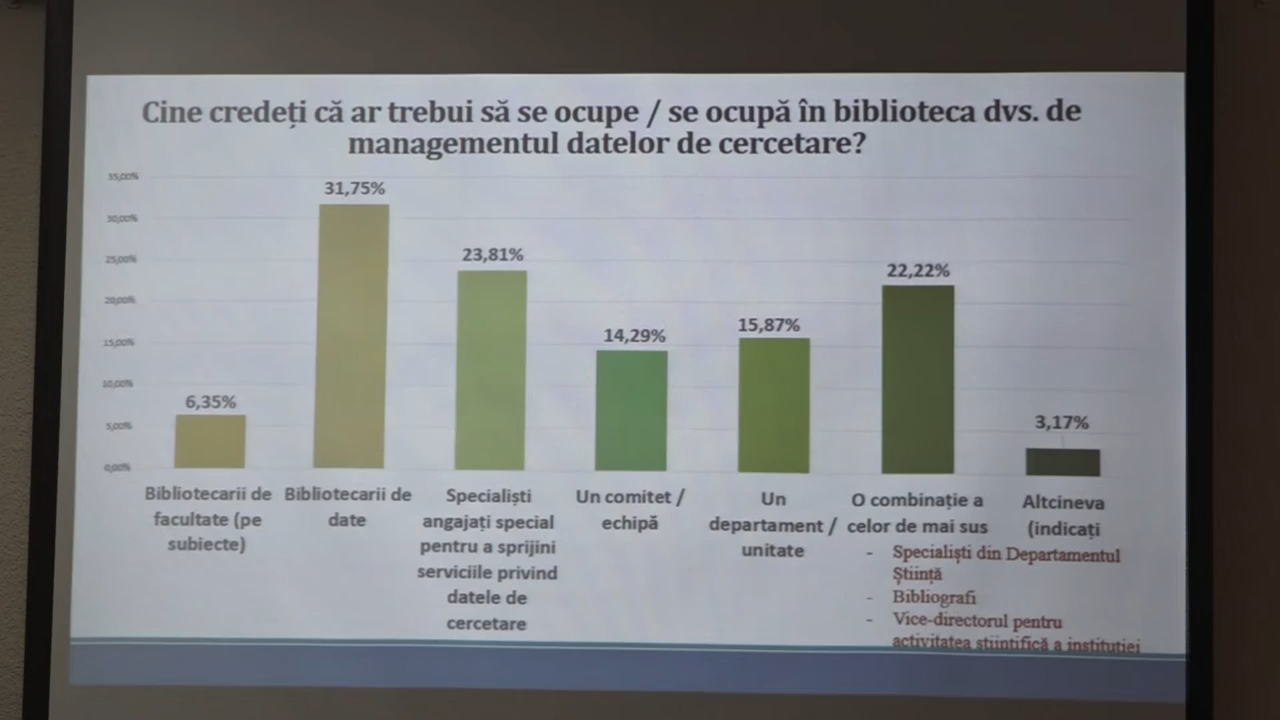 Cine credeți că ar trebui să se ocupe / se ocupă în biblioteca dvs. de
managementul datelor de cercetare?
35,00%
30,00%
25,00%
20,00%
15,00%
10,00%
5,00%
0,00%
6,35%
31,75%
23,81%
14,29%
15,87%
22,22%
3,17%
Bibliotecarii de
facultate (pe
subiecte)
Bibliotecarii de
date
Specialiști
angajați special
pentru a sprijini
serviciile privind
datele de
cercetare
Un comitet /
echipă
Un
departament /
unitate
O combinație a
celor de mai sus
Altcineva
(indicați
- Specialiști din Departamentul
Știință
- Bibliografi
- Vice-directorul pentru
activitatea științifică a instituției